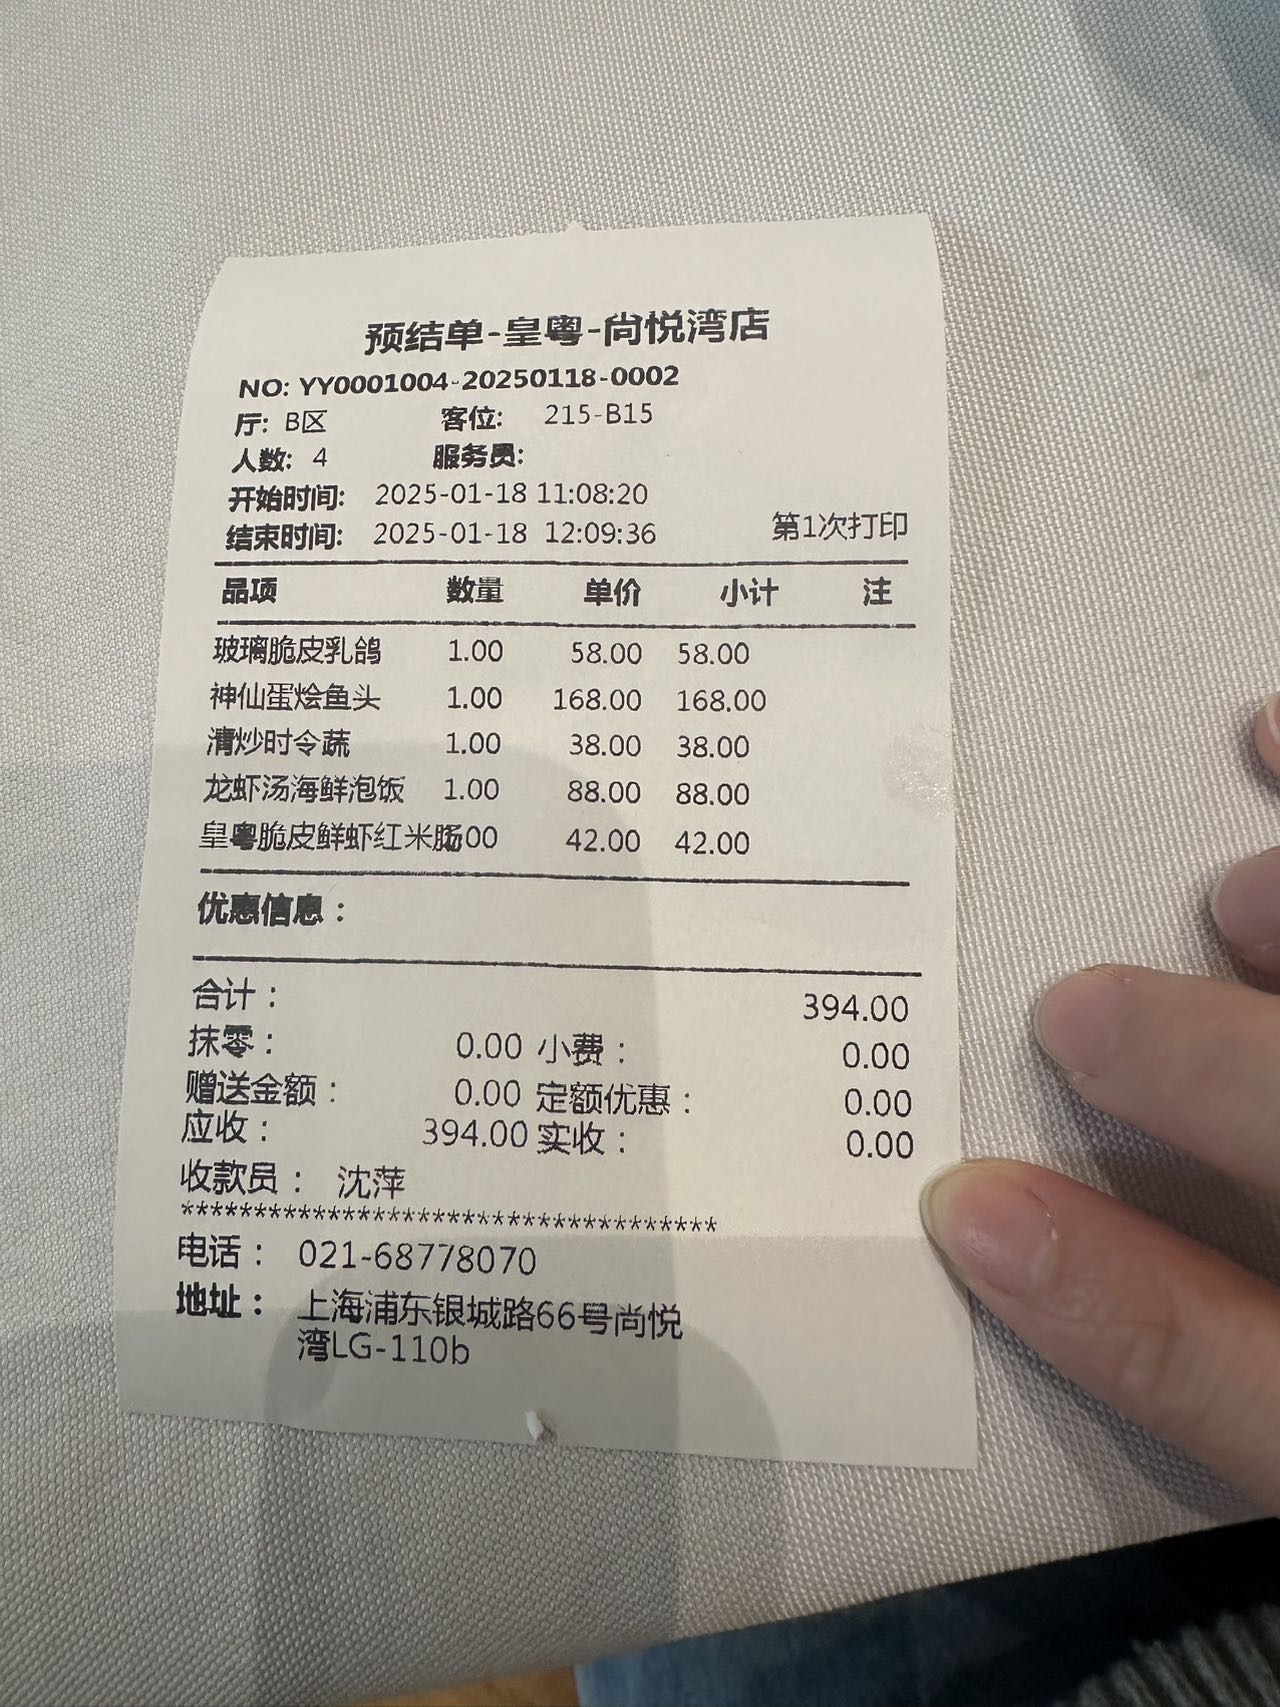 预结单-皇粤-尚悦湾店
NO: YY0001004-20250118-0002
厅: B区 客位: 215-B15
人数: 4 服务员:
开始时间: 2025-01-18 11:08:20
结束时间: 2025-01-18 12:09:36 第1次打印
品项 数量 单价 小计 注
玻璃脆皮乳鸽 1.00 58.00 58.00
神仙蛋烩鱼头 1.00 168.00 168.00
清炒时令蔬 1.00 38.00 38.00
龙虾汤海鲜泡饭 1.00 88.00 88.00
皇粤脆皮鲜虾红米肠 .00 42.00 42.00
优惠信息：
合计： 394.00
抹零： 0.00 小费： 0.00
赠送金额： 0.00 定额优惠： 0.00
应收： 394.00 实收： 0.00
收款员： 沈萍
*************************************
电话： 021-68778070
地址： 上海浦东银城路66号尚悦
湾LG-110b